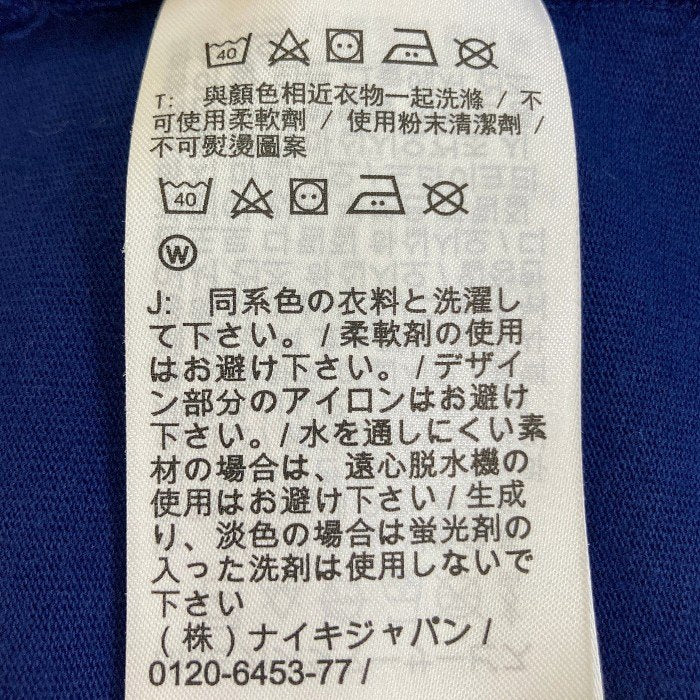 40
T: 與顏色相近衣物一起洗滌 / 不
可使用柔軟劑 / 使用粉末清潔劑 /
不可熨燙圖案
40
W
J: 同系色の衣料と洗濯し
て下さい。/ 柔軟剤の使用
はお避け下さい。/ デザイ
ン部分のアイロンはお避け
下さい。/ 水を通しにくい素
材の場合は、遠心脱水機の
使用はお避け下さい / 生成
り、淡色の場合は蛍光剤の
入った洗剤は使用しないで
下さい
(株) ナイキジャパン /
0120-6453-77 /